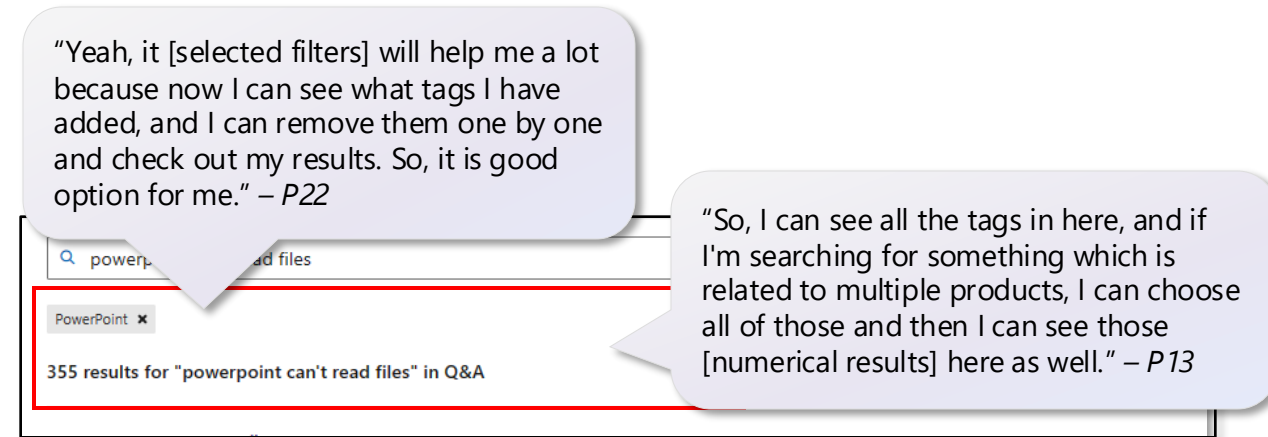 “Yeah, it [selected filters] will help me a lot
because now I can see what tags I have
added, and I can remove them one by one
and check out my results. So, it is good
option for me.” – P22
“So, I can see all the tags in here, and if
I'm searching for something which is
related to multiple products, I can choose
all of those and then I can see those
[numerical results] here as well.” – P13
files
PowerPoint ×
355 results for "powerpoint can't read files" in Q&A